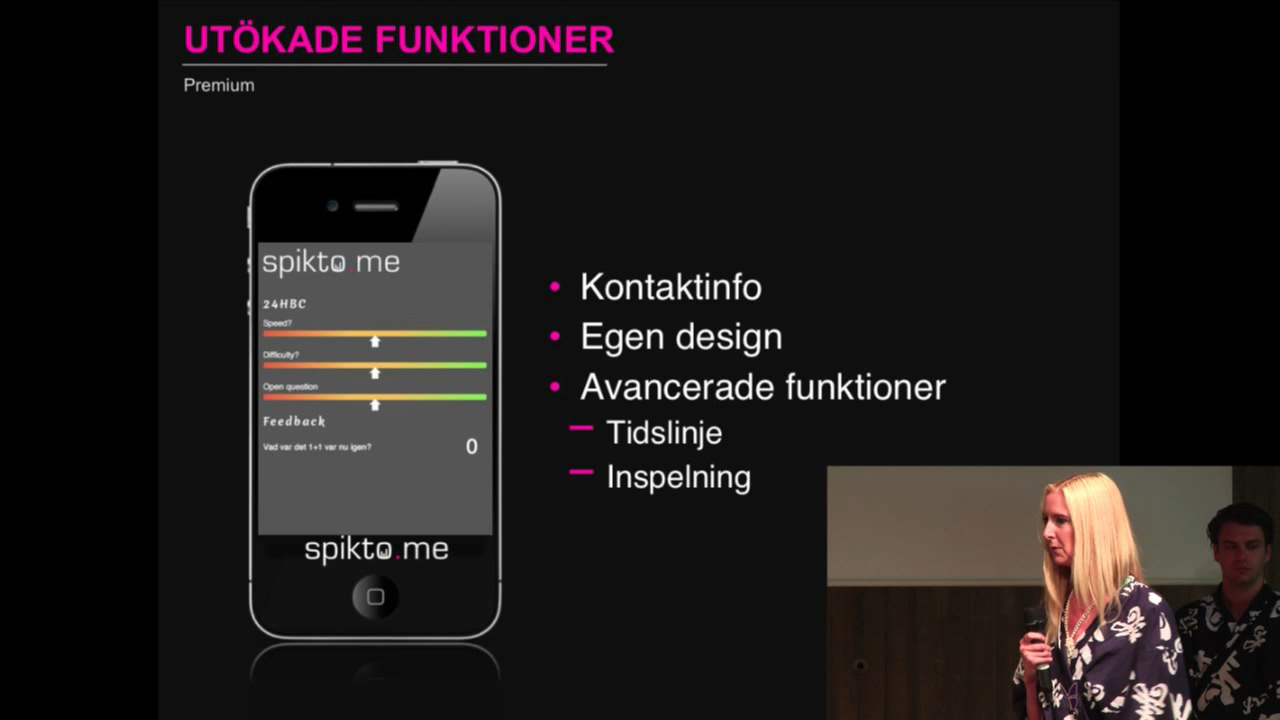 UTÖKADE FUNKTIONER
Premium
spikto.me
24HBC
Speed?
Difficulty?
Open question
Feedback
Vad var det 1+1 var nu igen? 0
spikto.me
• Kontaktinfo
• Egen design
• Avancerade funktioner
– Tidslinje
– Inspelning